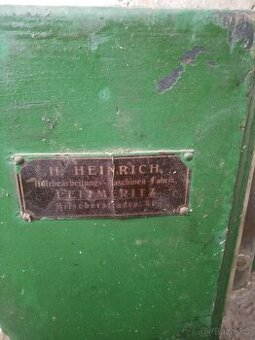 H. HEINRICH,
Holzbearbeitungs-Maschinen-Fabrik
LEITMERITZ